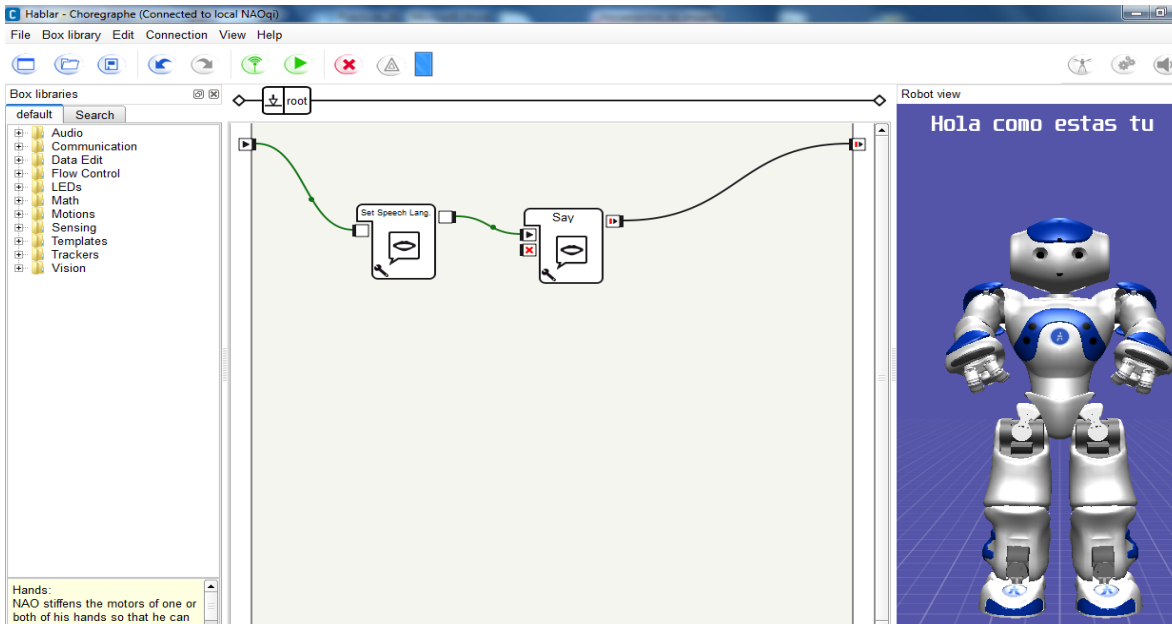 Hablar - Choregraphe (Connected to local NAOqi)
File Box library Edit Connection View Help
Box libraries
default Search
Audio
Communication
Data Edit
Flow Control
LEDs
Math
Motions
Sensing
Templates
Trackers
Vision
Hands:
NAO stiffens the motors of one or
both of his hands so that he can
root
Set Speech Lang.
Say
Robot view
Hola como estas tu